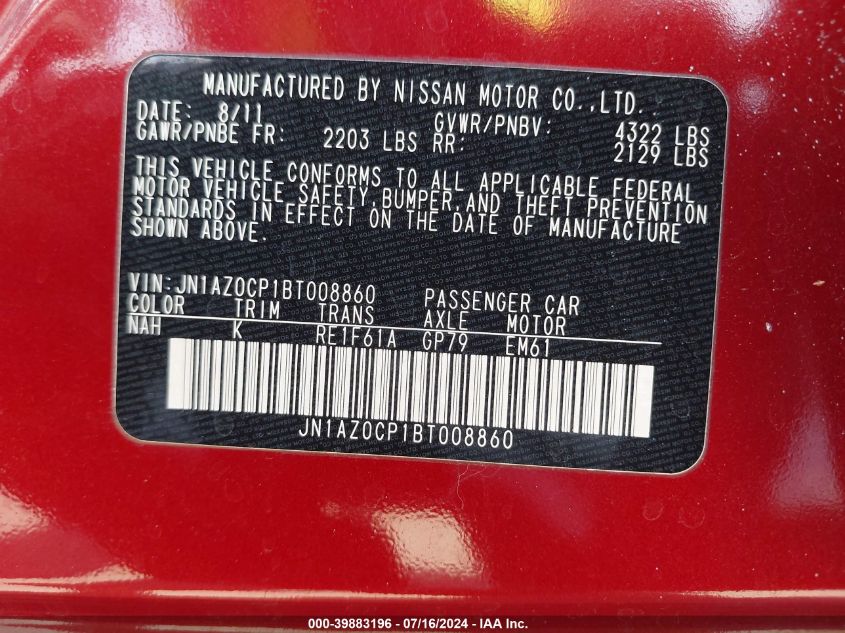 MANUFACTURED BY NISSAN MOTOR CO.,LTD.
DATE: 8/11 GVWR/PNBV: 4322 LBS
GAWR/PNBE FR: 2203 LBS RR: 2129 LBS
THIS VEHICLE CONFORMS TO ALL APPLICABLE FEDERAL
MOTOR VEHICLE SAFETY,BUMPER,AND THEFT PREVENTION
STANDARDS IN EFFECT ON THE DATE OF MANUFACTURE
SHOWN ABOVE.
VIN:JN1AZ0CP1BT008860 PASSENGER CAR
COLOR TRIM TRANS AXLE MOTOR
NAH K RE1F61A GP79 EM61
JN1AZ0CP1BT008860
000-39883196 - 07/16/2024 - IAA Inc.